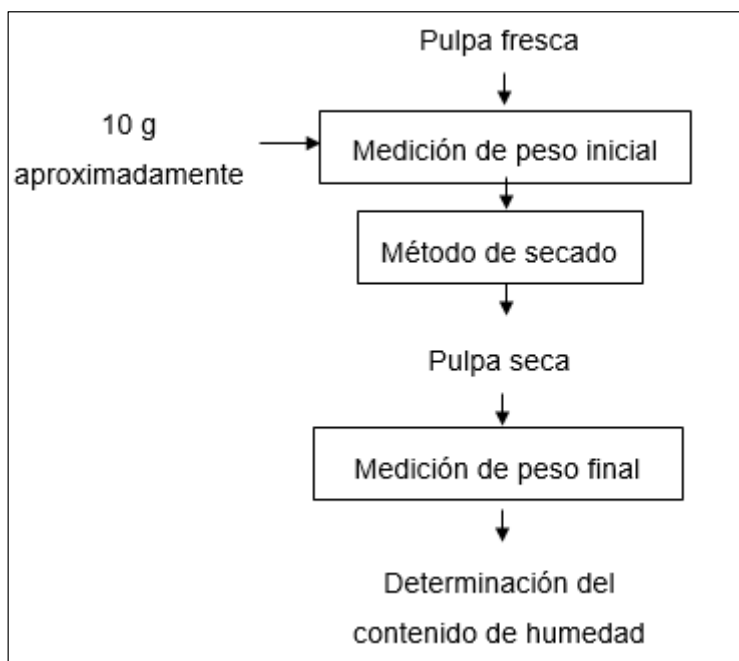 Pulpa fresca
10 g
aproximadamente
Medición de peso inicial
Método de secado
Pulpa seca
Medición de peso final
Determinación del
contenido de humedad